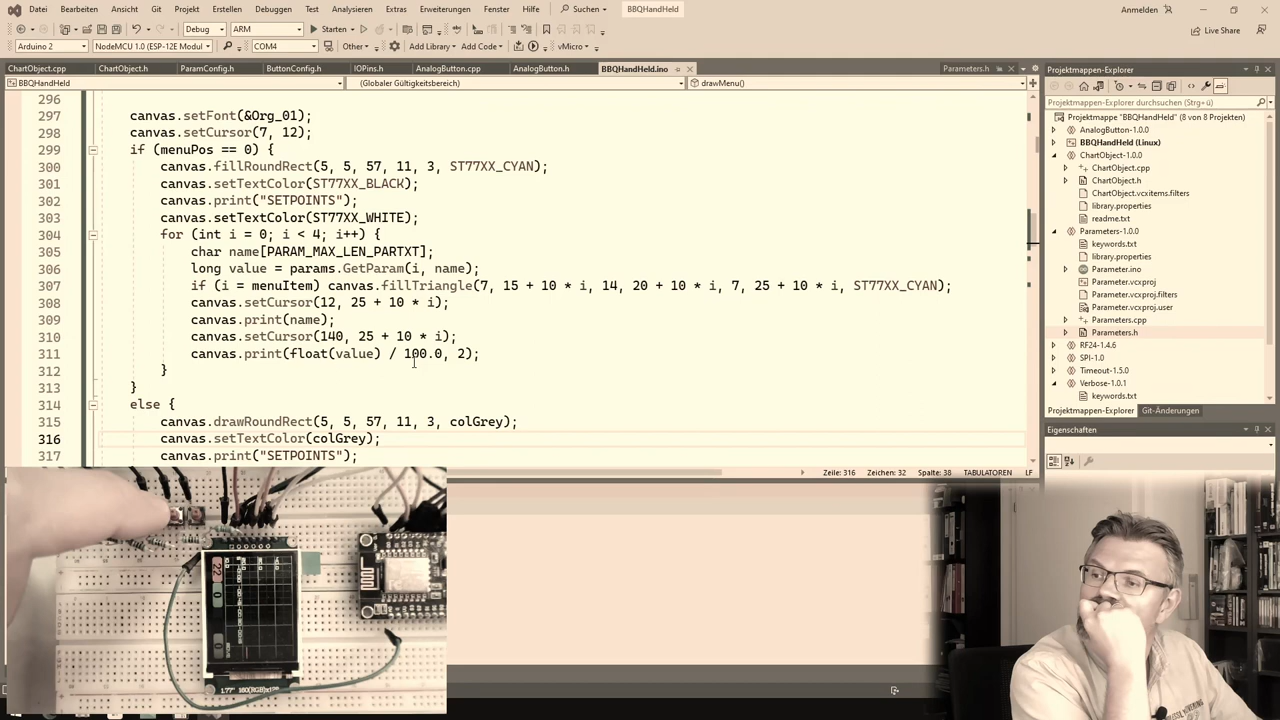 Datei Bearbeiten Ansicht Git Projekt Erstellen Debuggen Test Analysieren Extras Erweiterungen Fenster Hilfe Suchen BBQHandHeld Anmelden
Debug ARM Starten Live Share
Arduino 2 NodeMCU 1.0 (ESP-12E Modul) COM4 Other Add Library Add Code vMicro
ChartObject.cpp ChartObject.h ParamConfig.h ButtonConfig.h IOPins.h AnalogButton.cpp AnalogButton.h BBQHandHeld.ino Parameters.h
BBQHandHeld (Globaler Gültigkeitsbereich) drawMenu()
296
297 canvas.setFont(&Org_01);
298 canvas.setCursor(7, 12);
299 if (menuPos == 0) {
300 canvas.fillRoundRect(5, 5, 57, 11, 3, ST77XX_CYAN);
301 canvas.setTextColor(ST77XX_BLACK);
302 canvas.print("SETPOINTS");
303 canvas.setTextColor(ST77XX_WHITE);
304 for (int i = 0; i < 4; i++) {
305 char name[PARAM_MAX_LEN_PARTXT];
306 long value = params.GetParam(i, name);
307 if (i = menuItem) canvas.fillTriangle(7, 15 + 10 * i, 14, 20 + 10 * i, 7, 25 + 10 * i, ST77XX_CYAN);
308 canvas.setCursor(12, 25 + 10 * i);
309 canvas.print(name);
310 canvas.setCursor(140, 25 + 10 * i);
311 canvas.print(float(value) / 100.0, 2);
312 }
313 }
314 else {
315 canvas.drawRoundRect(5, 5, 57, 11, 3, colGrey);
316 canvas.setTextColor(colGrey);
317 canvas.print("SETPOINTS");
Zeile: 316 Zeichen: 32 Spalte: 38 TABULATOREN LF
Projektmappen-Explorer
Projektmappen-Explorer durchsuchen (Strg+ü)
Projektmappe "BBQHandHeld" (8 von 8 Projekten)
AnalogButton-1.0.0
BBQHandHeld (Linux)
ChartObject-1.0.0
ChartObject.cpp
ChartObject.h
ChartObject.vcxitems.filters
library.properties
readme.txt
Parameters-1.0.0
keywords.txt
library.properties
Parameter.ino
Parameter.vcxproj
Parameter.vcxproj.filters
Parameter.vcxproj.user
Parameters.cpp
Parameters.h
RF24-1.4.6
SPI-1.0
Timeout-1.5.0
Verbose-1.0.1
keywords.txt
Projektmappen-Explorer Git-Änderungen
Eigenschaften
1.77" 160(RGB)x1